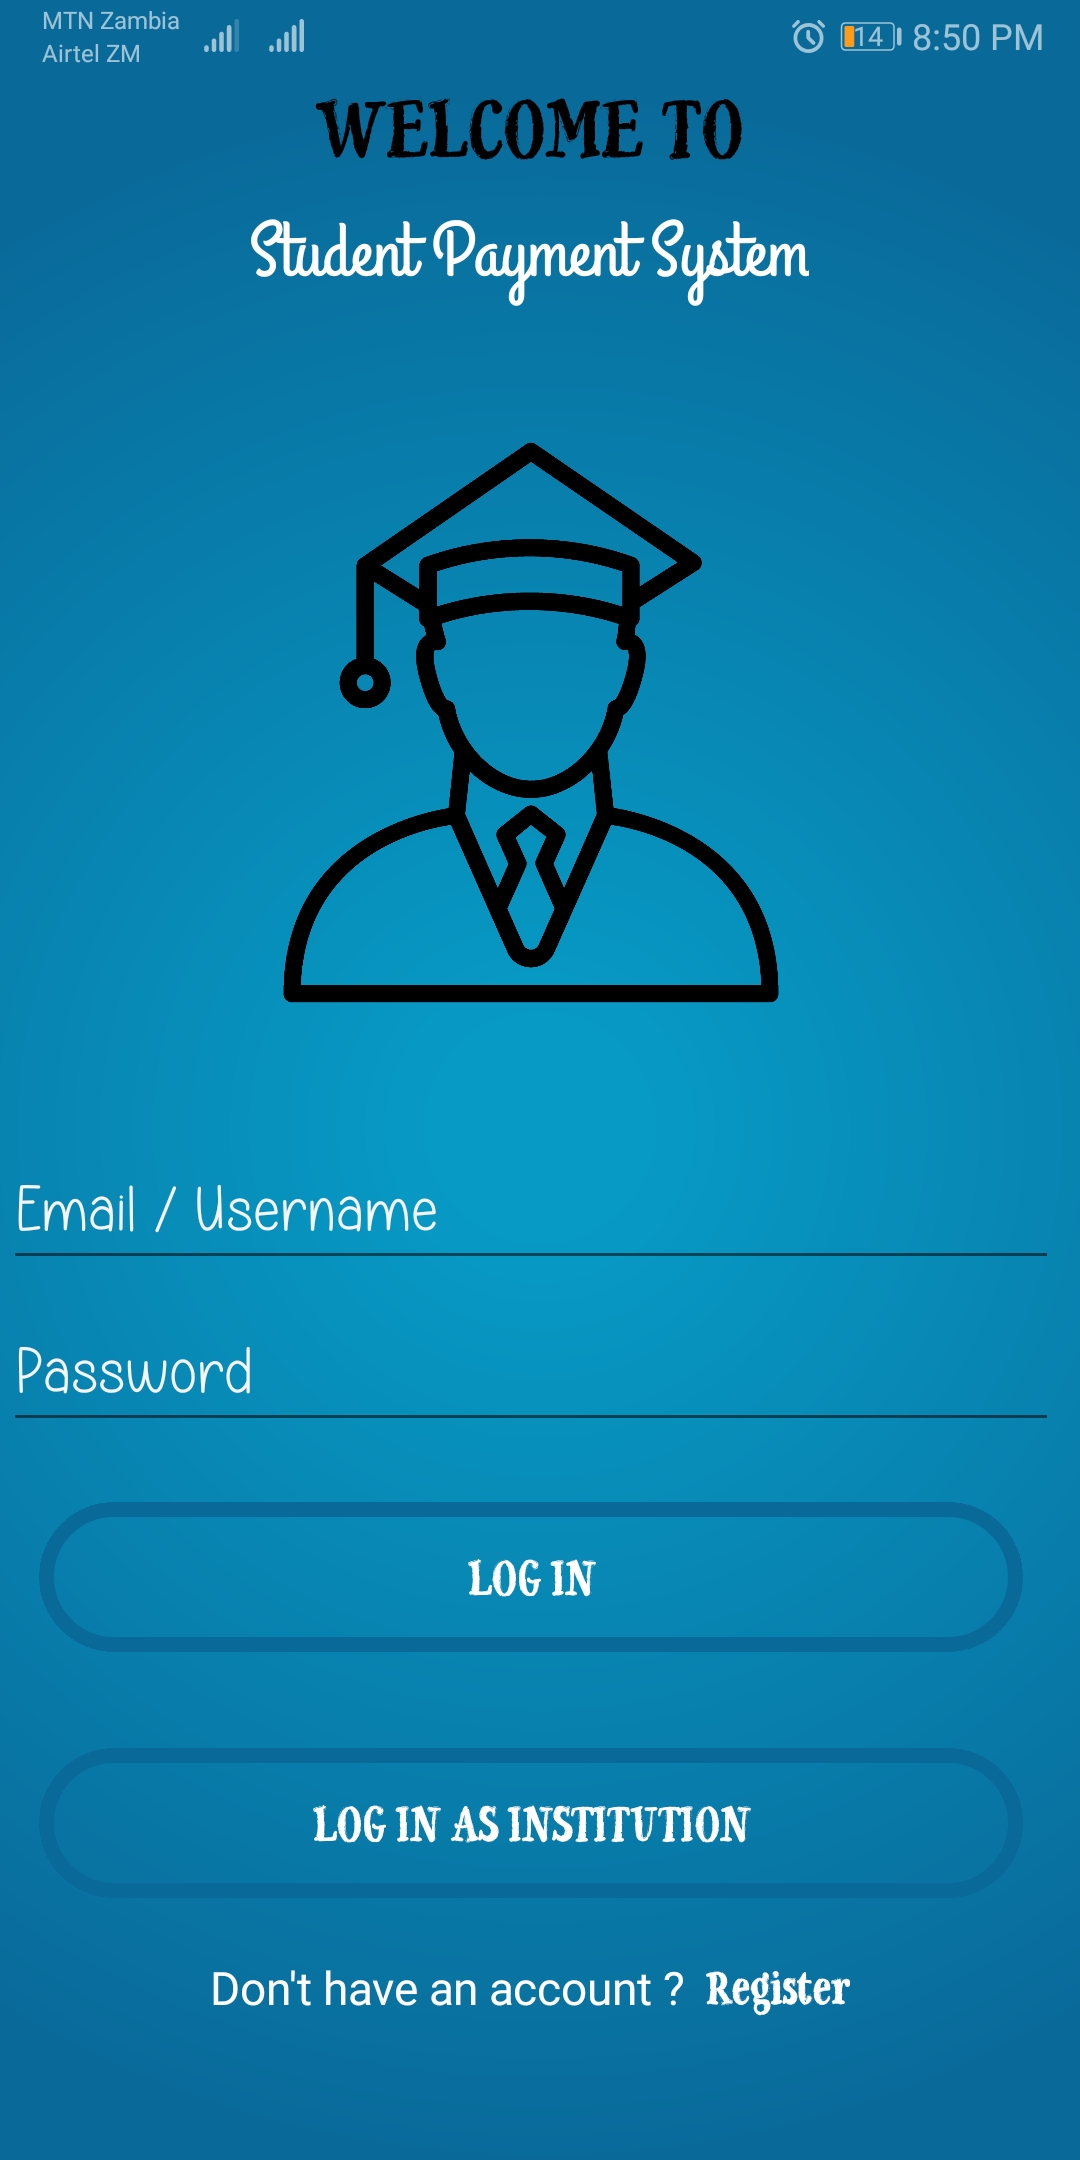 MTN Zambia
Airtel ZM
14 8:50 PM
WELCOME TO
Student Payment System
Email / Username
Password
LOG IN
LOG IN AS INSTITUTION
Don't have an account ? Register